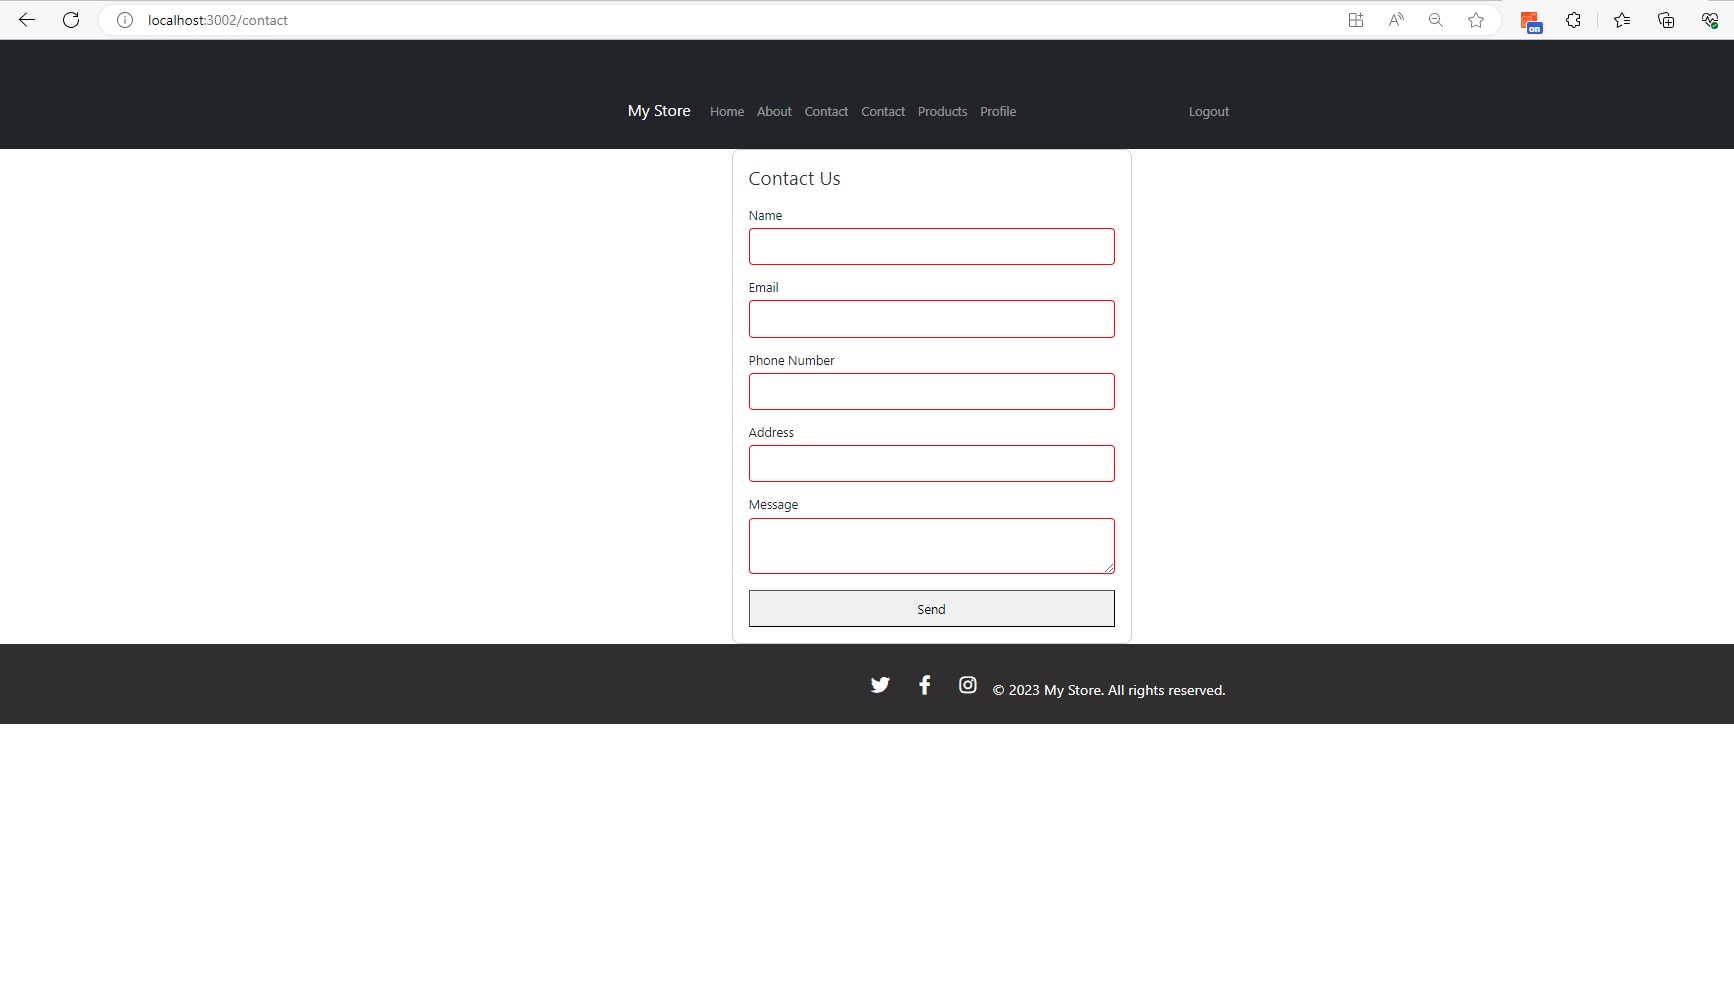 localhost:3002/contact
on
My Store Home About Contact Contact Products Profile Logout
Contact Us
Name
Email
Phone Number
Address
Message
Send
© 2023 My Store. All rights reserved.